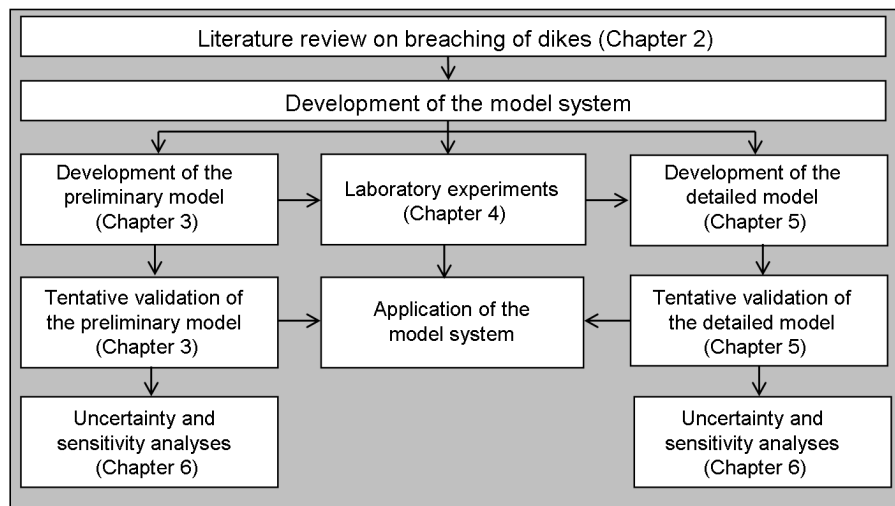 Literature review on breaching of dikes (Chapter 2)
Development of the model system
Development of the
preliminary model
(Chapter 3)
Laboratory experiments
(Chapter 4)
Development of the
detailed model
(Chapter 5)
Tentative validation of
the preliminary model
(Chapter 3)
Application of the
model system
Tentative validation of
the detailed model
(Chapter 5)
Uncertainty and
sensitivity analyses
(Chapter 6)
Uncertainty and
sensitivity analyses
(Chapter 6)